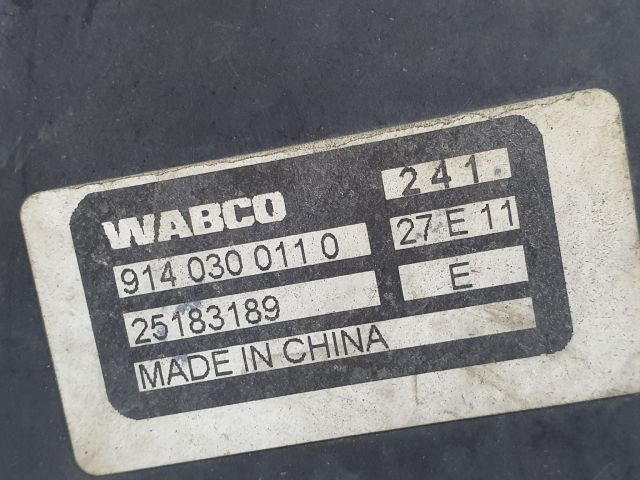 WABCO
241.
914 030 011 0
27 E 11
25183189
E
MADE IN CHINA